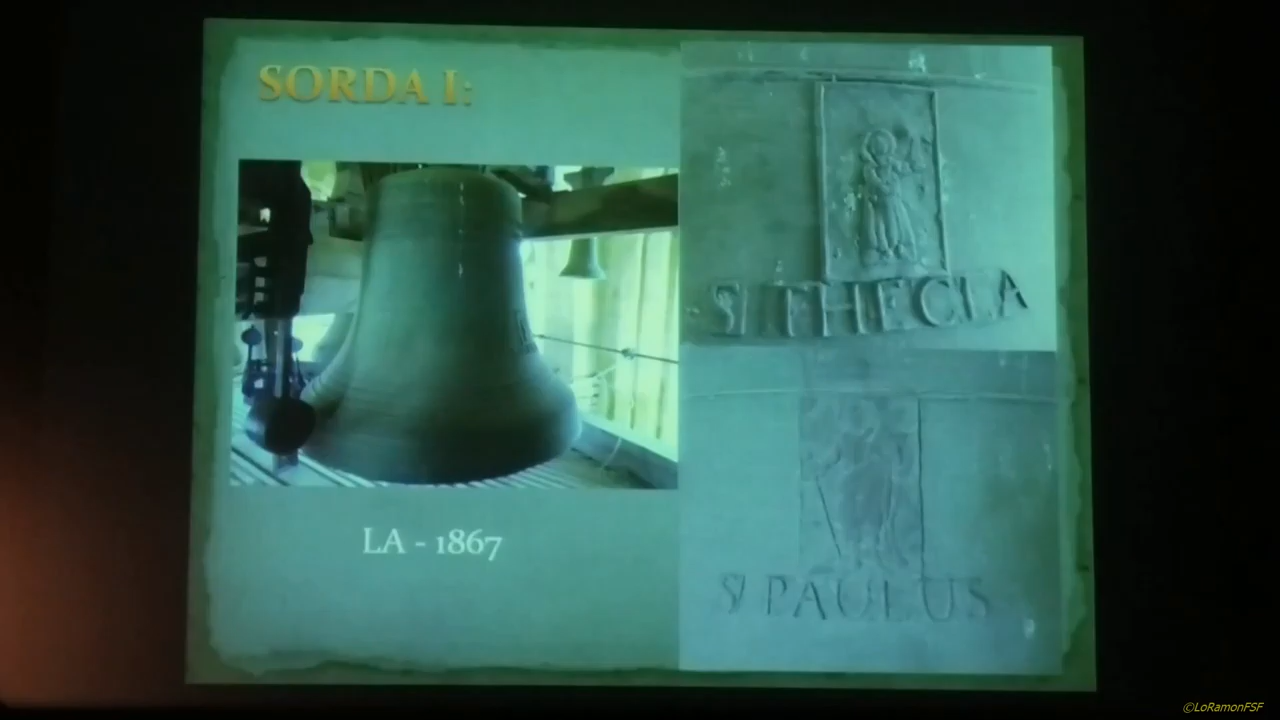 SORDA I:
S THECLA
S PAULUS
LA - 1867
©LoRamonFSF